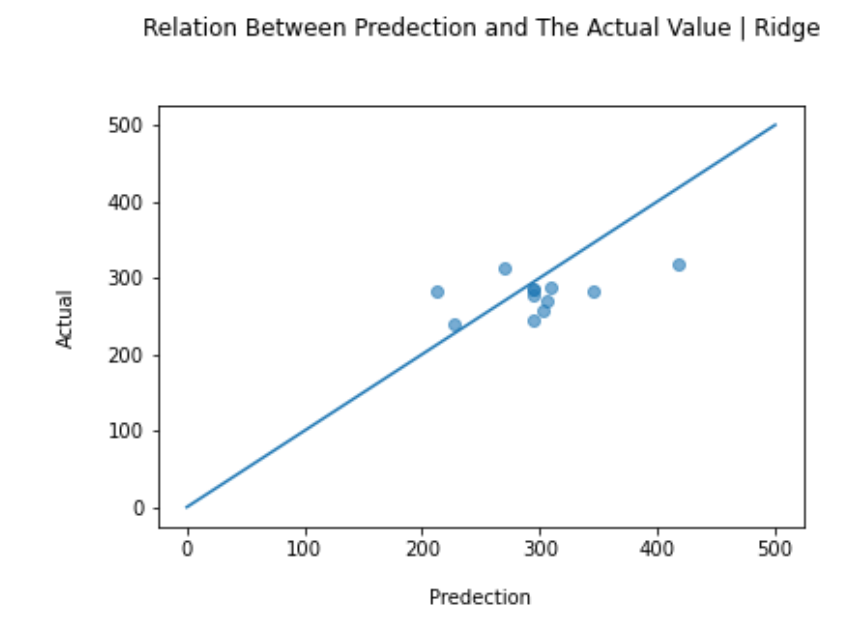 Relation Between Predection and The Actual Value | Ridge
500
400
300
200
100
0
Actual
0 100 200 300 400 500
Predection